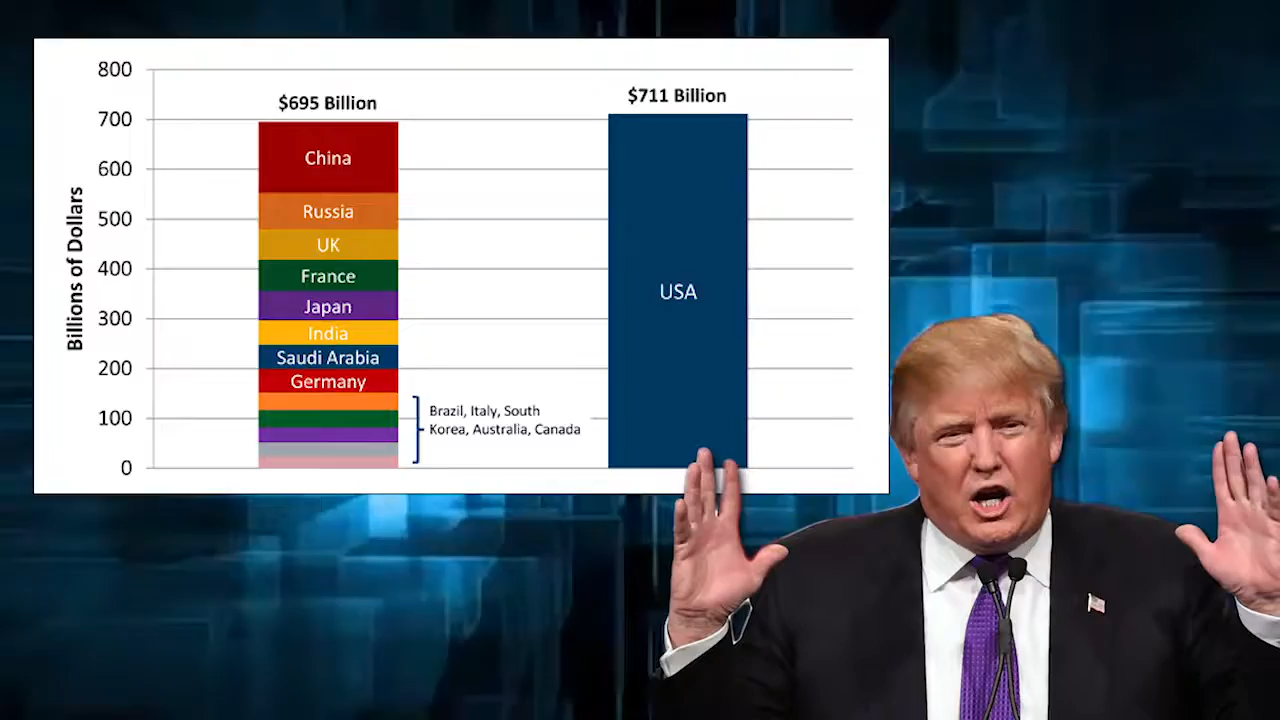 800
700
600
500
400
300
200
100
0
Billions of Dollars
$695 Billion
China
Russia
UK
France
Japan
India
Saudi Arabia
Germany
Brazil, Italy, South
Korea, Australia, Canada
$711 Billion
USA